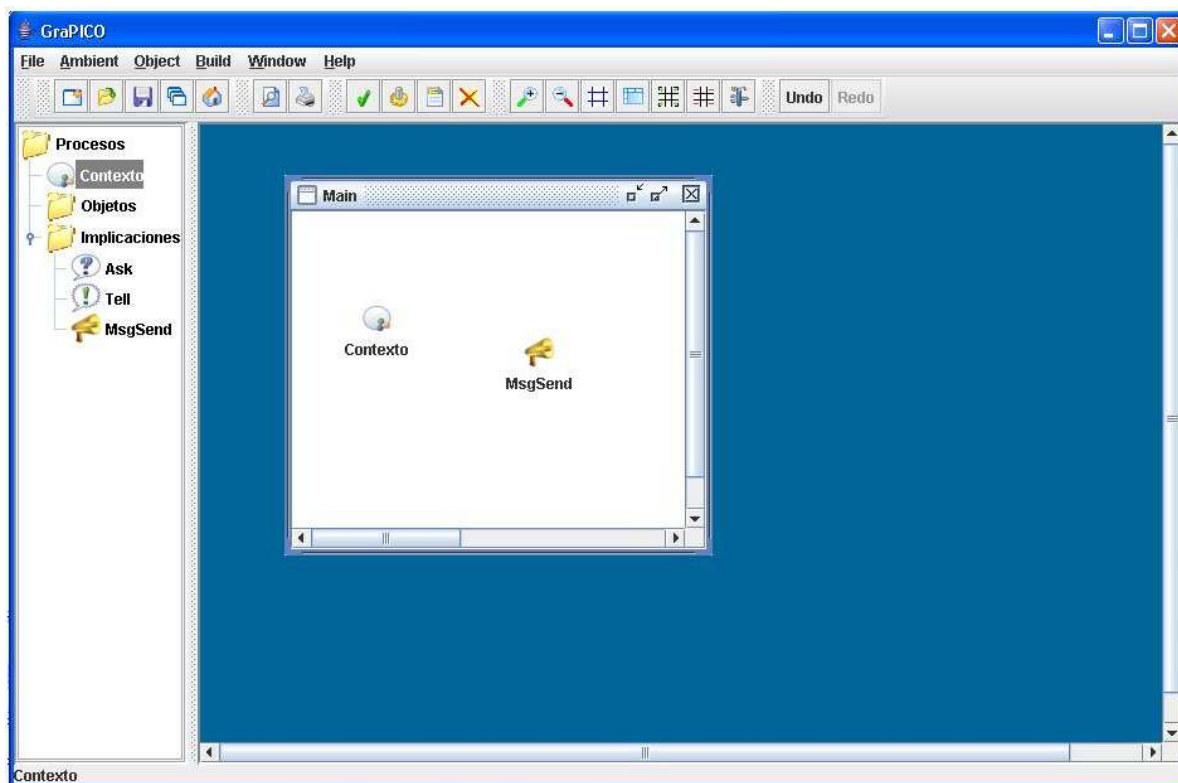 GraPICO
File Ambient Object Build Window Help
Undo Redo
Procesos
Contexto
Objetos
Implicaciones
Ask
Tell
MsgSend
Main
Contexto
MsgSend
Contexto